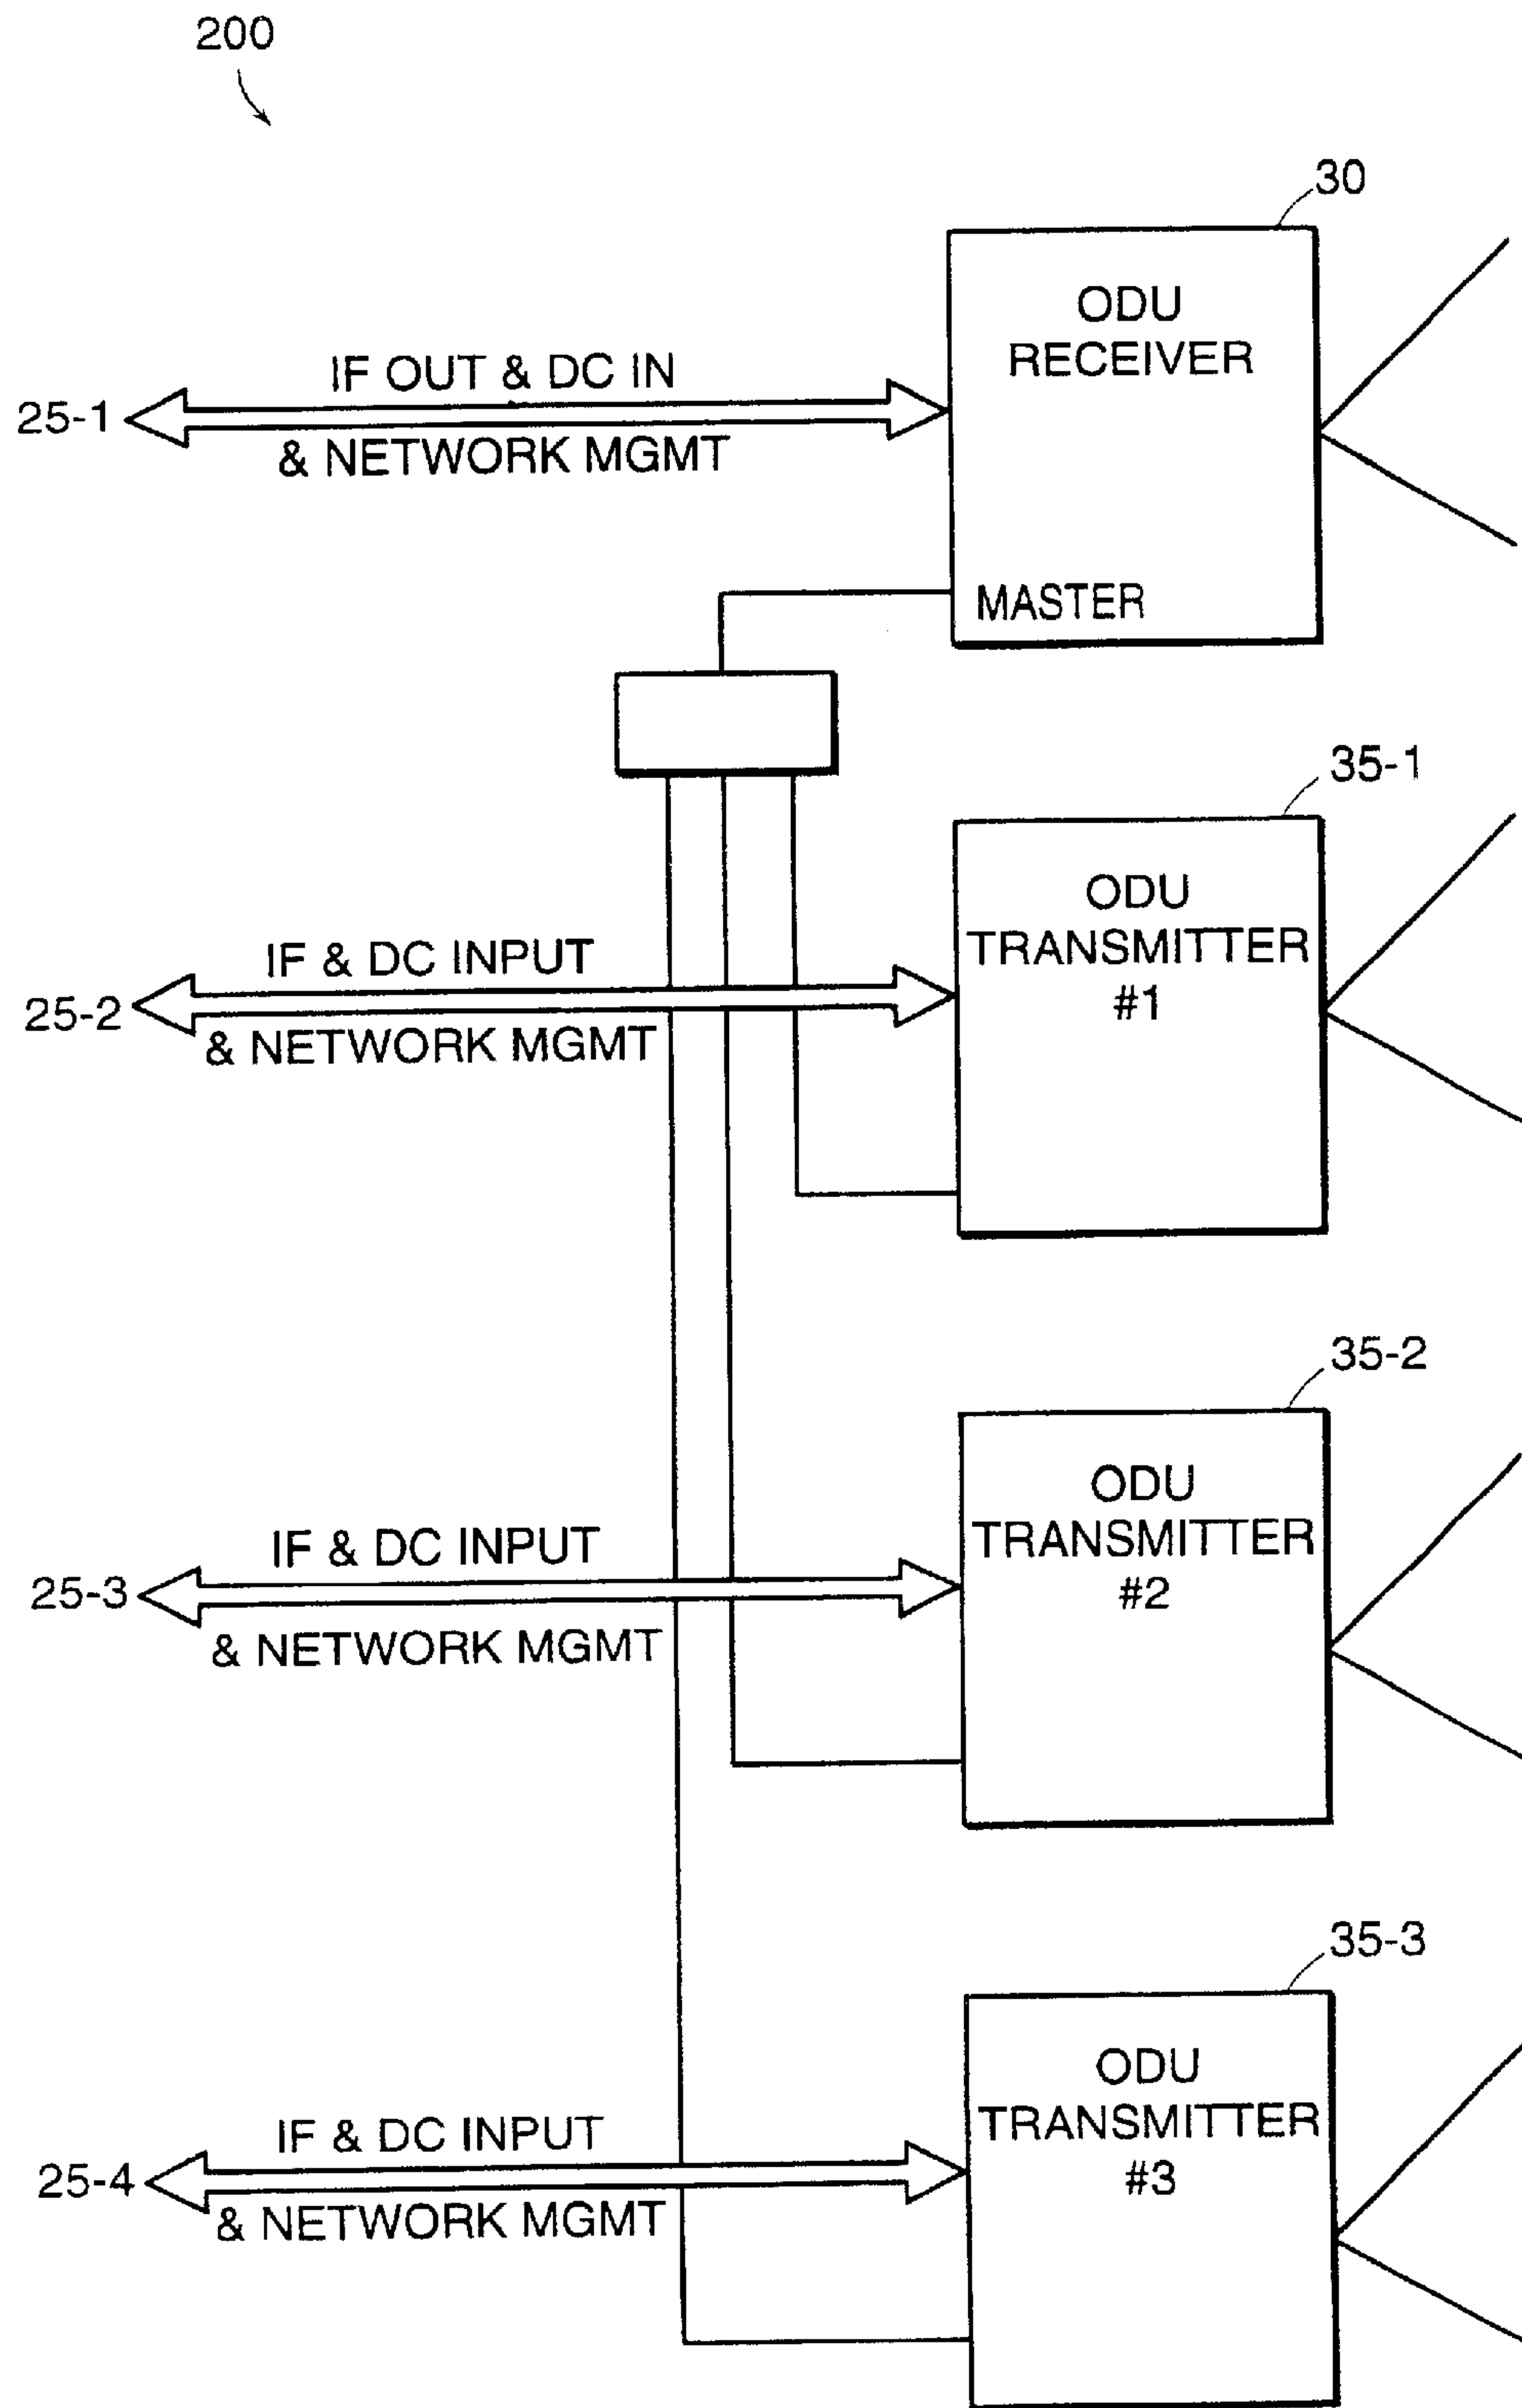 200
30
ODU
RECEIVER
IF OUT & DC IN
25-1
& NETWORK MGMT
MASTER
35-1
ODU
TRANSMITTER
#1
IF & DC INPUT
25-2
& NETWORK MGMT
35-2
ODU
TRANSMITTER
#2
IF & DC INPUT
25-3
& NETWORK MGMT
35-3
ODU
TRANSMITTER
#3
IF & DC INPUT
25-4
& NETWORK MGMT